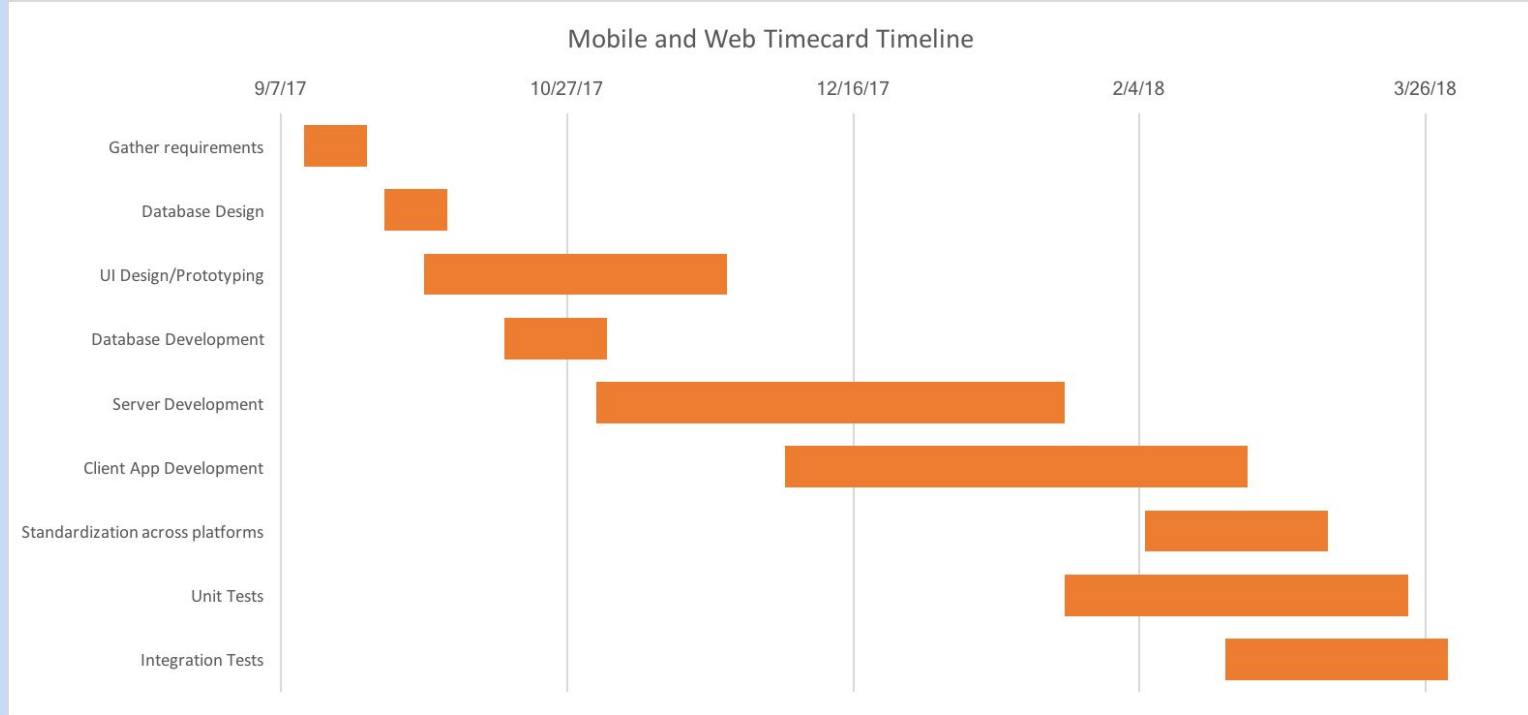 Mobile and Web Timecard Timeline
9/7/17 10/27/17 12/16/17 2/4/18 3/26/18
Gather requirements
Database Design
UI Design/Prototyping
Database Development
Server Development
Client App Development
Standardization across platforms
Unit Tests
Integration Tests